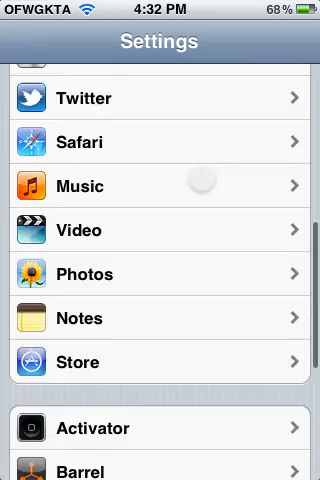 OFWGKTA 4:32 PM 68%
Settings
Twitter
Safari
Music
Video
Photos
Notes
Store
Activator
Barrel